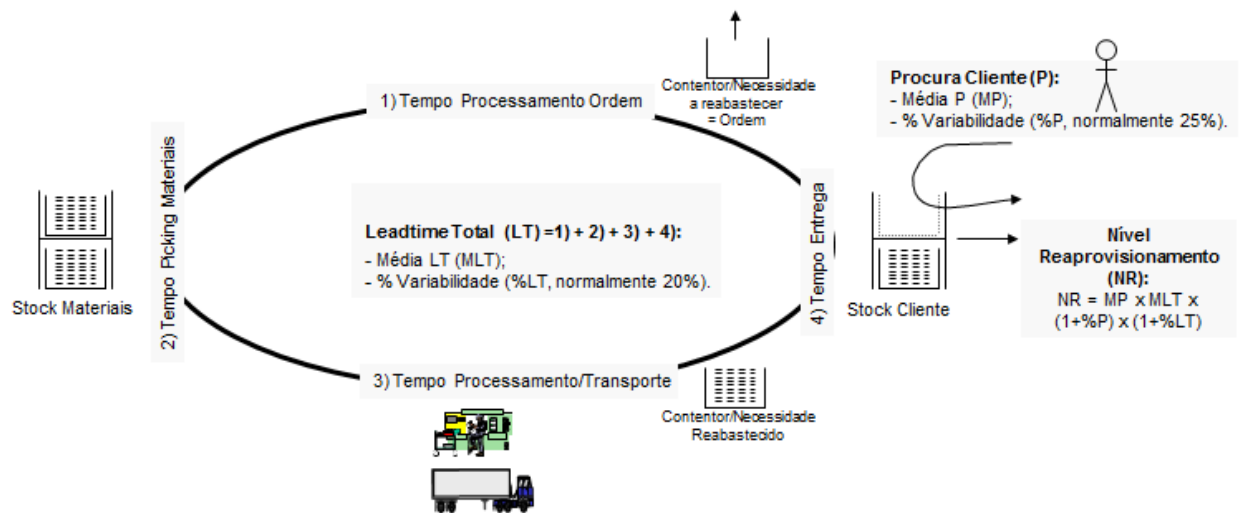 Contentor/Necessidade
a reabastecer
= Ordem
Procura Cliente (P):
- Média P (MP);
- % Variabilidade (%P, normalmente 25%).
1) Tempo Processamento Ordem
2) Tempo Picking Materiais
Stock Materiais
Leadtime Total (LT) =1) + 2) + 3) + 4):
- Média LT (MLT);
- % Variabilidade (%LT, normalmente 20%).
4) Tempo Entrega
Stock Cliente
Nível
Reaprovisionamento
(NR):
NR = MP x MLT x
(1+%P) x (1+%LT)
3) Tempo Processamento/Transporte
Contentor/Necessidade
Reabastecido